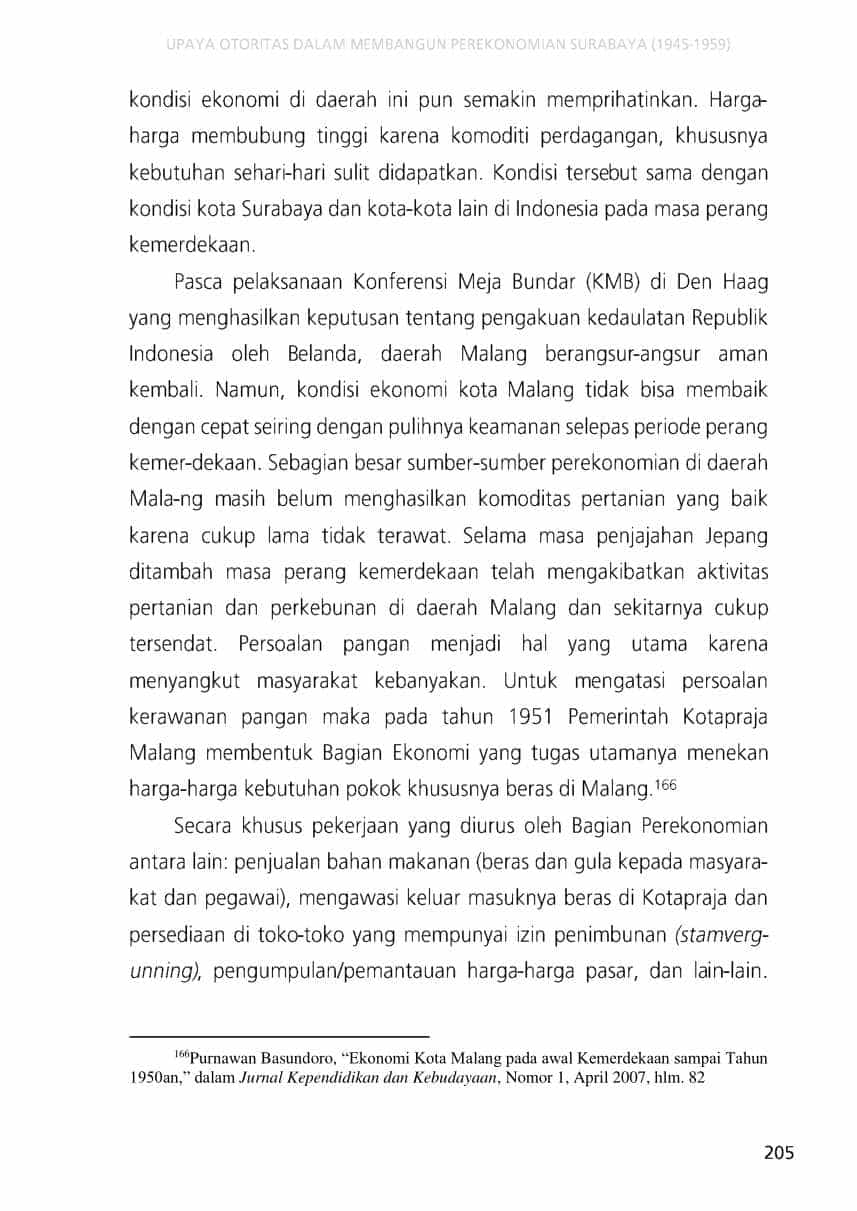 UPAYA OTORITAS DALAM MEMBANGUN PEREKONOMIAN SURABAYA (1945-1959)
kondisi ekonomi di daerah ini pun semakin memprihatinkan. Harga-
harga membubung tinggi karena komoditi perdagangan, khususnya
kebutuhan sehari-hari sulit didapatkan. Kondisi tersebut sama dengan
kondisi kota Surabaya dan kota-kota lain di Indonesia pada masa perang
kemerdekaan.
Pasca pelaksanaan Konferensi Meja Bundar (KMB) di Den Haag
yang menghasilkan keputusan tentang pengakuan kedaulatan Republik
Indonesia oleh Belanda, daerah Malang berangsur-angsur aman
kembali. Namun, kondisi ekonomi kota Malang tidak bisa membaik
dengan cepat seiring dengan pulihnya keamanan selepas periode perang
kemer-dekaan. Sebagian besar sumber-sumber perekonomian di daerah
Mala-ng masih belum menghasilkan komoditas pertanian yang baik
karena cukup lama tidak terawat. Selama masa penjajahan Jepang
ditambah masa perang kemerdekaan telah mengakibatkan aktivitas
pertanian dan perkebunan di daerah Malang dan sekitarnya cukup
tersendat. Persoalan pangan menjadi hal yang utama karena
menyangkut masyarakat kebanyakan. Untuk mengatasi persoalan
kerawanan pangan maka pada tahun 1951 Pemerintah Kotapraja
Malang membentuk Bagian Ekonomi yang tugas utamanya menekan
harga-harga kebutuhan pokok khususnya beras di Malang.166
Secara khusus pekerjaan yang diurus oleh Bagian Perekonomian
antara lain: penjualan bahan makanan (beras dan gula kepada masyara-
kat dan pegawai), mengawasi keluar masuknya beras di Kotapraja dan
persediaan di toko-toko yang mempunyai izin penimbunan (stamverg-
unning), pengumpulan/pemantauan harga-harga pasar, dan lain-lain.
166Purnawan Basundoro, “Ekonomi Kota Malang pada awal Kemerdekaan sampai Tahun
1950an,” dalam Jurnal Kependidikan dan Kebudayaan, Nomor 1, April 2007, hlm. 82
205